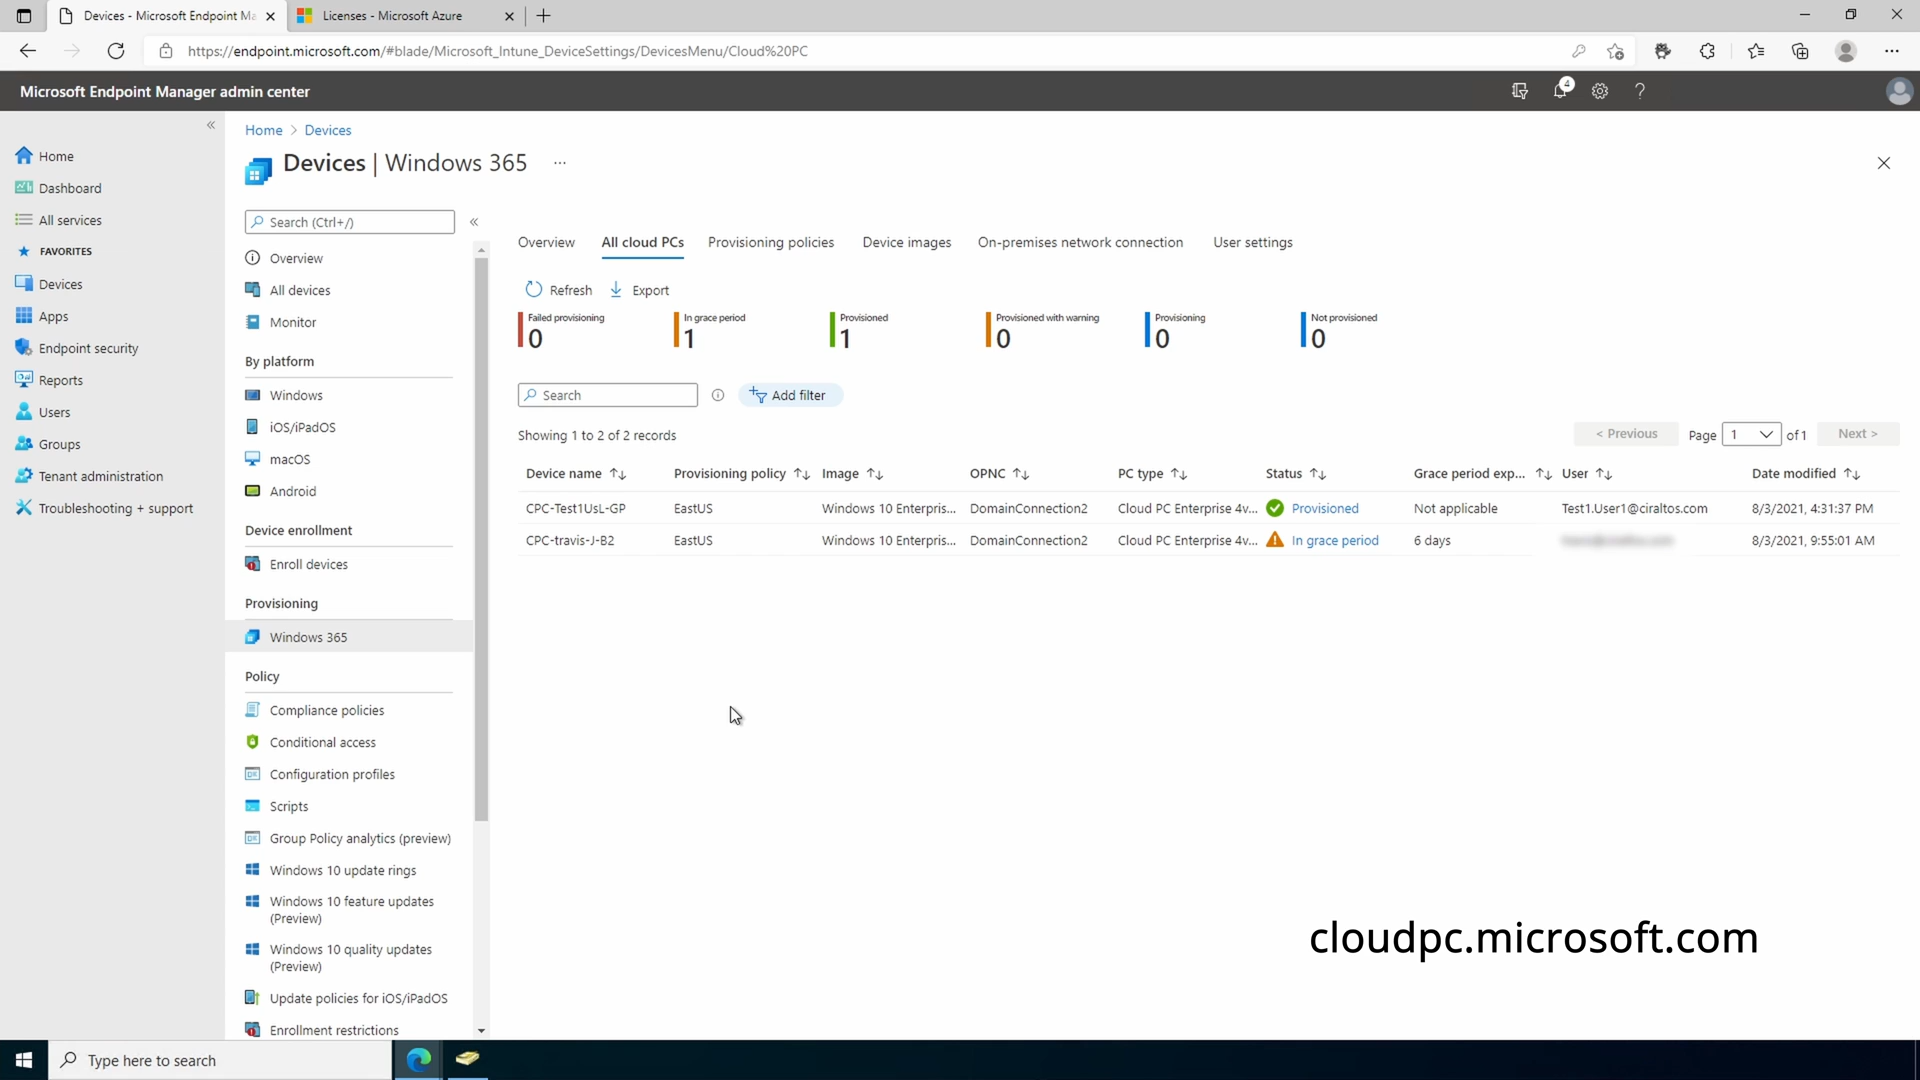 Devices - Microsoft Endpoint Ma
Licenses - Microsoft Azure
https://endpoint.microsoft.com/#blade/Microsoft_Intune_DeviceSettings/DevicesMenu/Cloud%20PC
Microsoft Endpoint Manager admin center
4
Home
Dashboard
All services
FAVORITES
Devices
Apps
Endpoint security
Reports
Users
Groups
Tenant administration
Troubleshooting + support
Home > Devices
Devices | Windows 365 ...
Search (Ctrl+/)
Overview
All devices
Monitor
By platform
Windows
iOS/iPadOS
macOS
Android
Device enrollment
Enroll devices
Provisioning
Windows 365
Policy
Compliance policies
Conditional access
Configuration profiles
Scripts
Group Policy analytics (preview)
Windows 10 update rings
Windows 10 feature updates
(Preview)
Windows 10 quality updates
(Preview)
Update policies for iOS/iPadOS
Enrollment restrictions
Overview All cloud PCs Provisioning policies Device images On-premises network connection User settings
Refresh Export
Failed provisioning In grace period Provisioned Provisioned with warning Provisioning Not provisioned
0 1 1 0 0 0
Search Add filter
Showing 1 to 2 of 2 records
< Previous Page 1 of 1 Next >
Device name Provisioning policy Image OPNC PC type Status Grace period exp... User Date modified
CPC-Test1UsL-GP EastUS Windows 10 Enterpris... DomainConnection2 Cloud PC Enterprise 4v... Provisioned Not applicable Test1.User1@ciraltos.com 8/3/2021, 4:31:37 PM
CPC-travis-J-B2 EastUS Windows 10 Enterpris... DomainConnection2 Cloud PC Enterprise 4v... In grace period 6 days 8/3/2021, 9:55:01 AM
cloudpc.microsoft.com
Type here to search